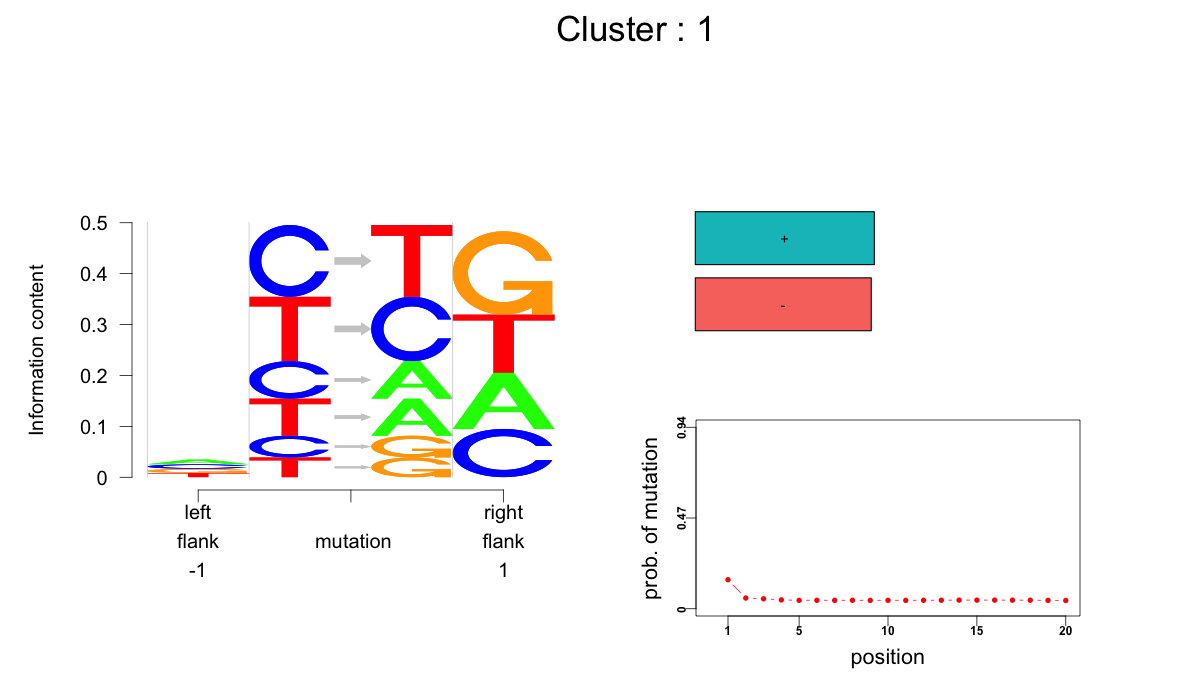 Cluster : 1
Information content
0.5
0.4
0.3
0.2
0.1
0
A
C
G
T
C T
T C
C A
T A
C G
T G
G
T
A
C
left
flank
-1
mutation
right
flank
1
+
-
prob. of mutation
0.94
0.47
0
1 5 10 15 20
position